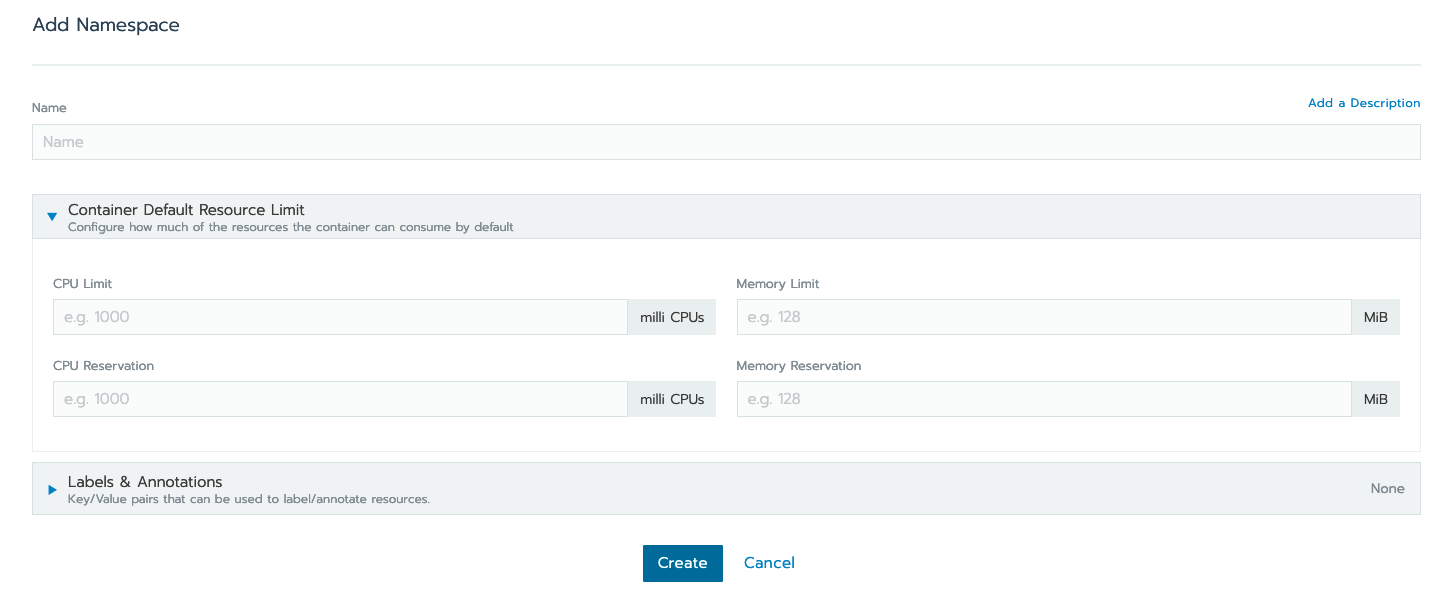 Add Namespace
Name
Add a Description
Name
Container Default Resource Limit
Configure how much of the resources the container can consume by default
CPU Limit
Memory Limit
e.g. 1000
milli CPUs
e.g. 128
MiB
CPU Reservation
Memory Reservation
e.g. 1000
milli CPUs
e.g. 128
MiB
Labels & Annotations
Key/Value pairs that can be used to label/annotate resources.
None
Create
Cancel